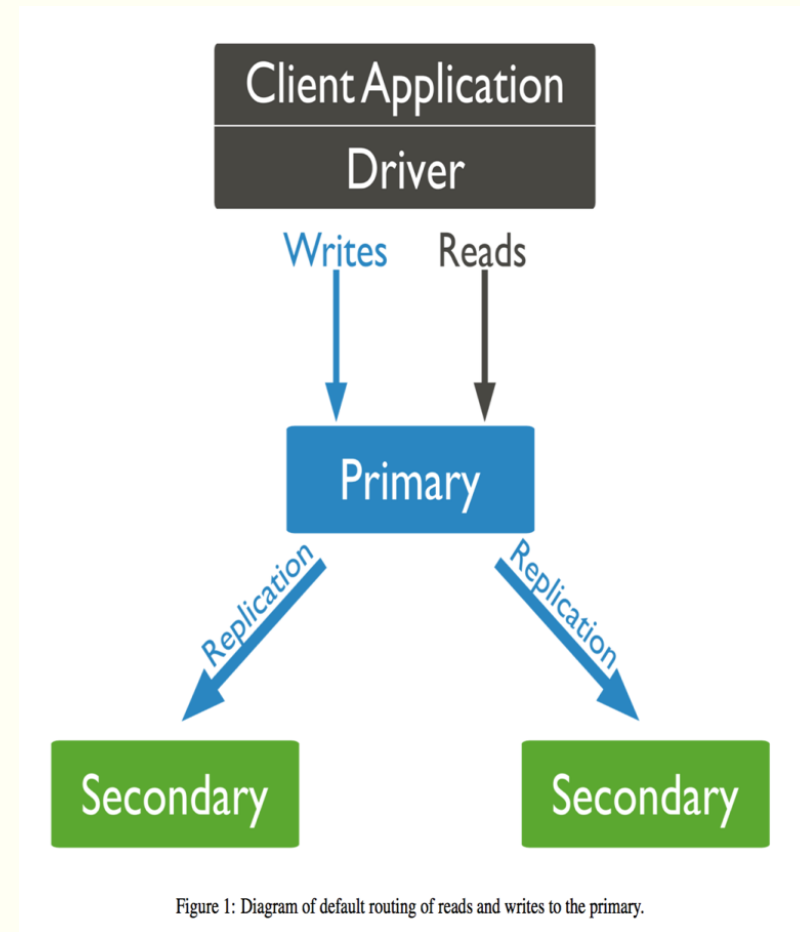 Client Application
Driver
Writes
Reads
Primary
Replication
Replication
Secondary
Secondary
Figure 1: Diagram of default routing of reads and writes to the primary.